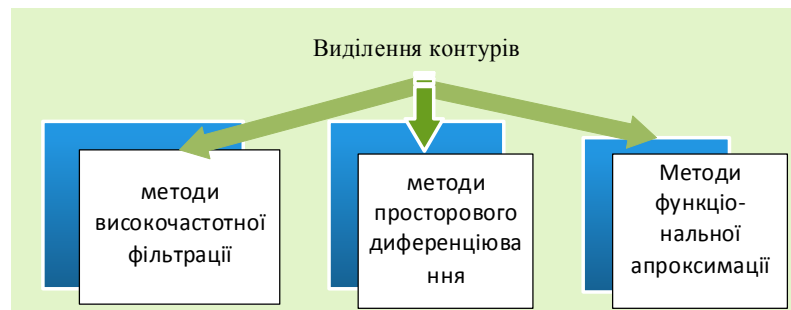 Виділення контурів
методи
високочастотної
фільтрації
методи
просторового
диференціюва
ння
Методи
функціо-
нальної
апроксимації